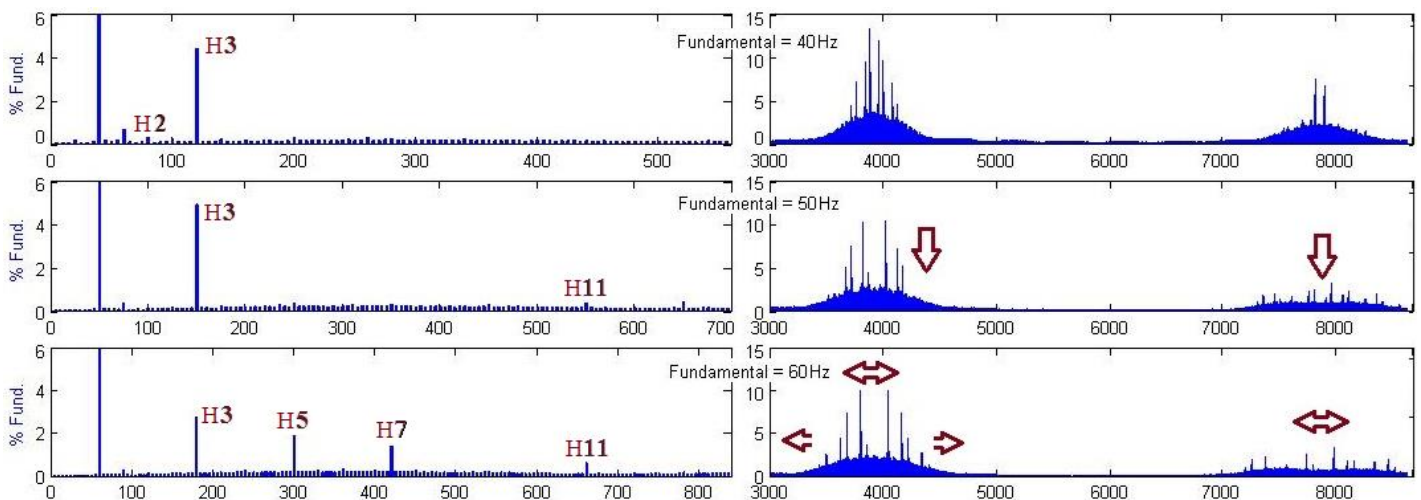 % Fund.
6
4
2
0
H3
H2
0 100 200 300 400 500
Fundamental = 40Hz
15
10
5
0
3000 4000 5000 6000 7000 8000
% Fund.
6
4
2
0
H3
H11
0 100 200 300 400 500 600 700
Fundamental = 50Hz
15
10
5
0
3000 4000 5000 6000 7000 8000
% Fund.
6
4
2
0
H3
H5
H7
H11
0 100 200 300 400 500 600 700 800
Fundamental = 60Hz
15
10
5
0
3000 4000 5000 6000 7000 8000